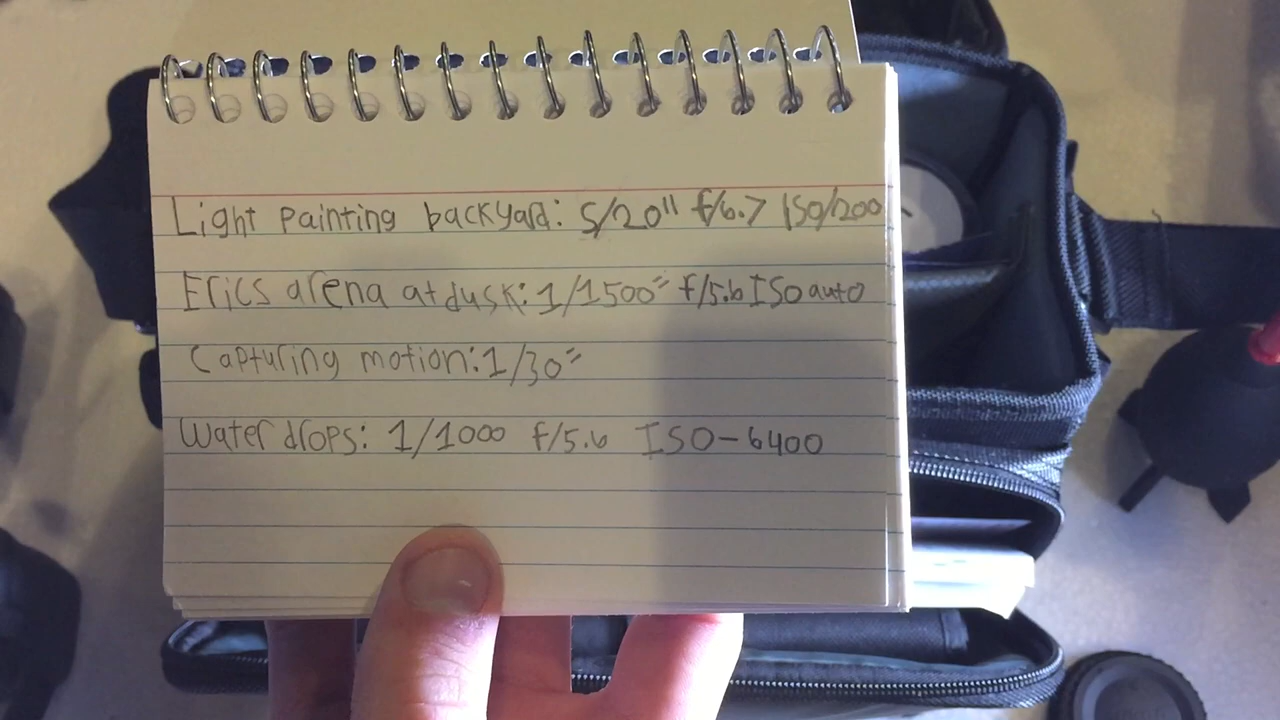 Light painting backyard: S/20" f/6.7 ISO/200
Erics arena at dusk: 1/1500" f/5.6 ISO auto
Capturing motion: 1/30"
Water drops: 1/1000 f/5.6 ISO-6400